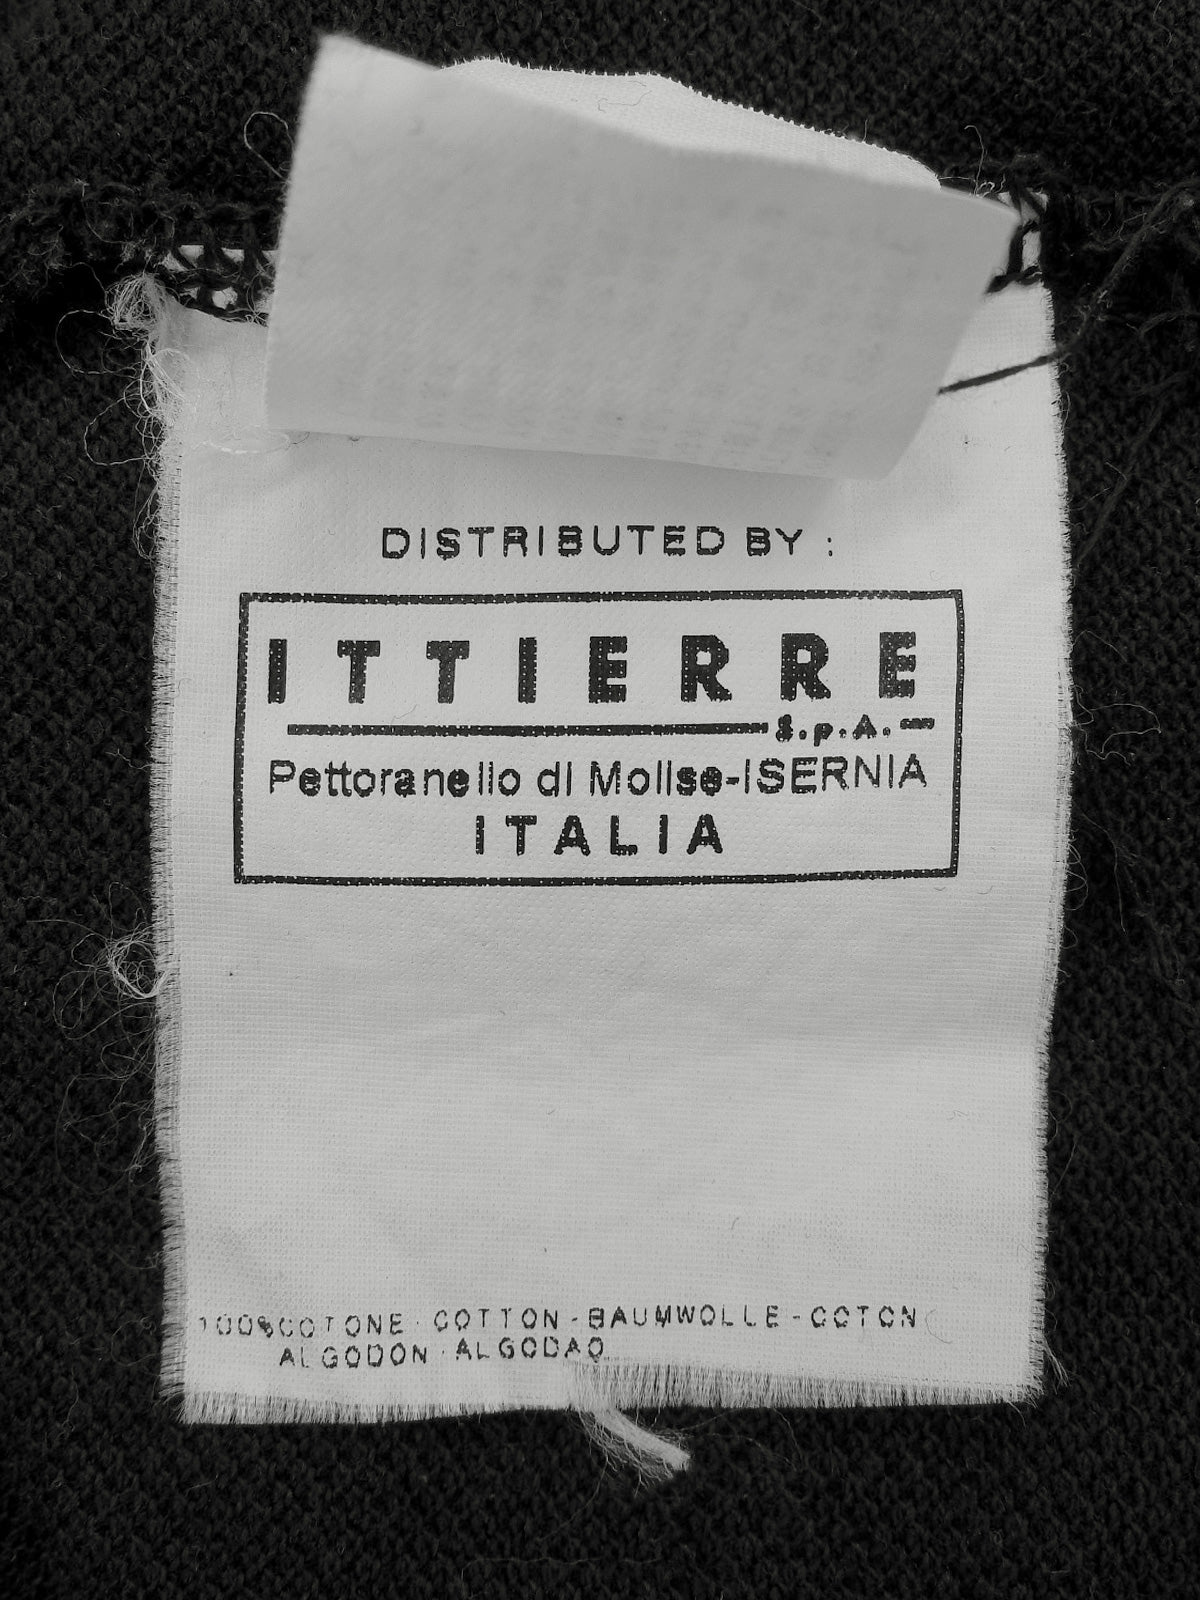 DISTRIBUTED BY :
ITTIERRE
S.p.A.
Pettoranello di Molise-ISERNIA
ITALIA
100%COTONE · COTTON - BAUMWOLLE - COTON
ALGODON · ALGODAO